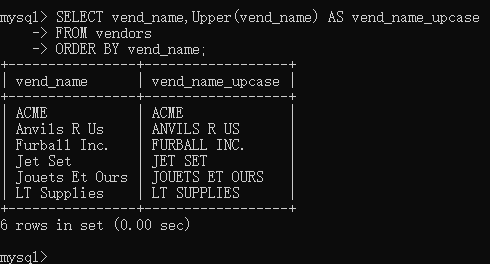 mysql> SELECT vend_name,Upper(vend_name) AS vend_name_upcase
    -> FROM vendors
    -> ORDER BY vend_name;
+----------------+------------------+
| vend_name      | vend_name_upcase |
+----------------+------------------+
| ACME           | ACME             |
| Anvils R Us    | ANVILS R US      |
| Furball Inc.   | FURBALL INC.     |
| Jet Set        | JET SET          |
| Jouets Et Ours | JOUETS ET OURS   |
| LT Supplies    | LT SUPPLIES      |
+----------------+------------------+
6 rows in set (0.00 sec)
mysql>